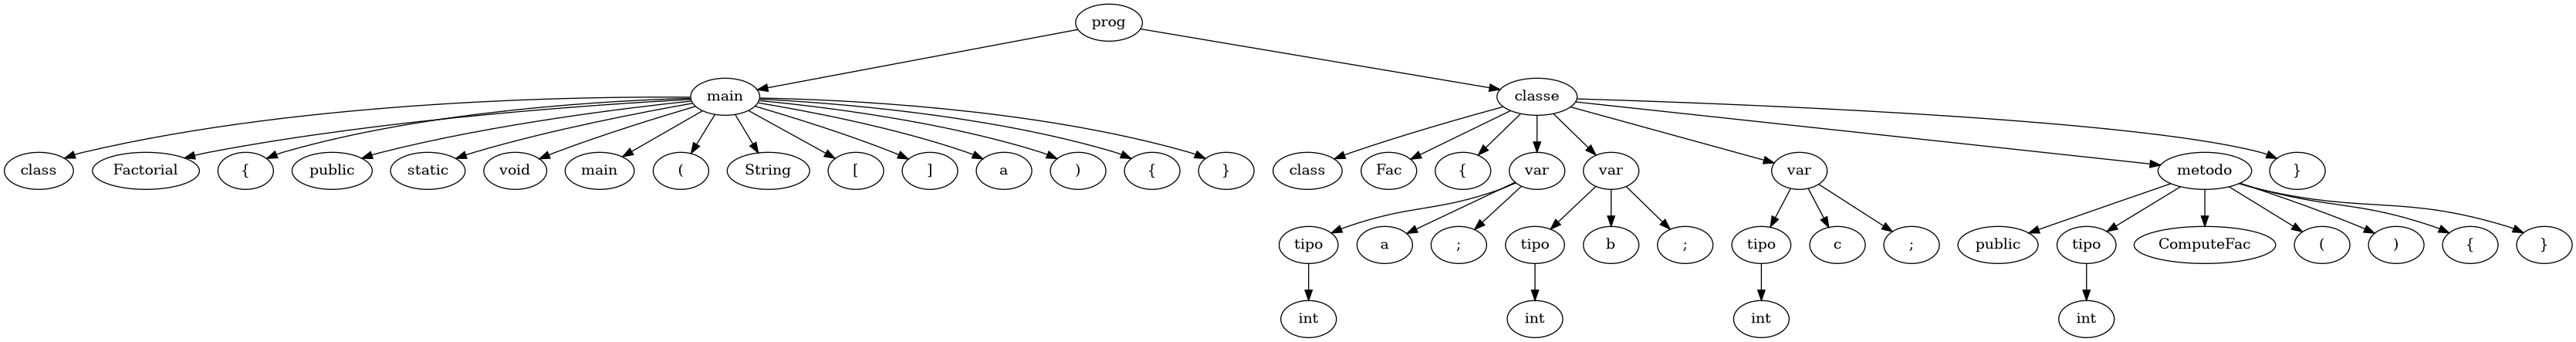 prog
main classe
class Factorial { public static void main ( String [ ] a ) { } class Fac { var var var metodo }
tipo a ; tipo b ; tipo c ; public tipo ComputeFac ( ) { }
int int int int